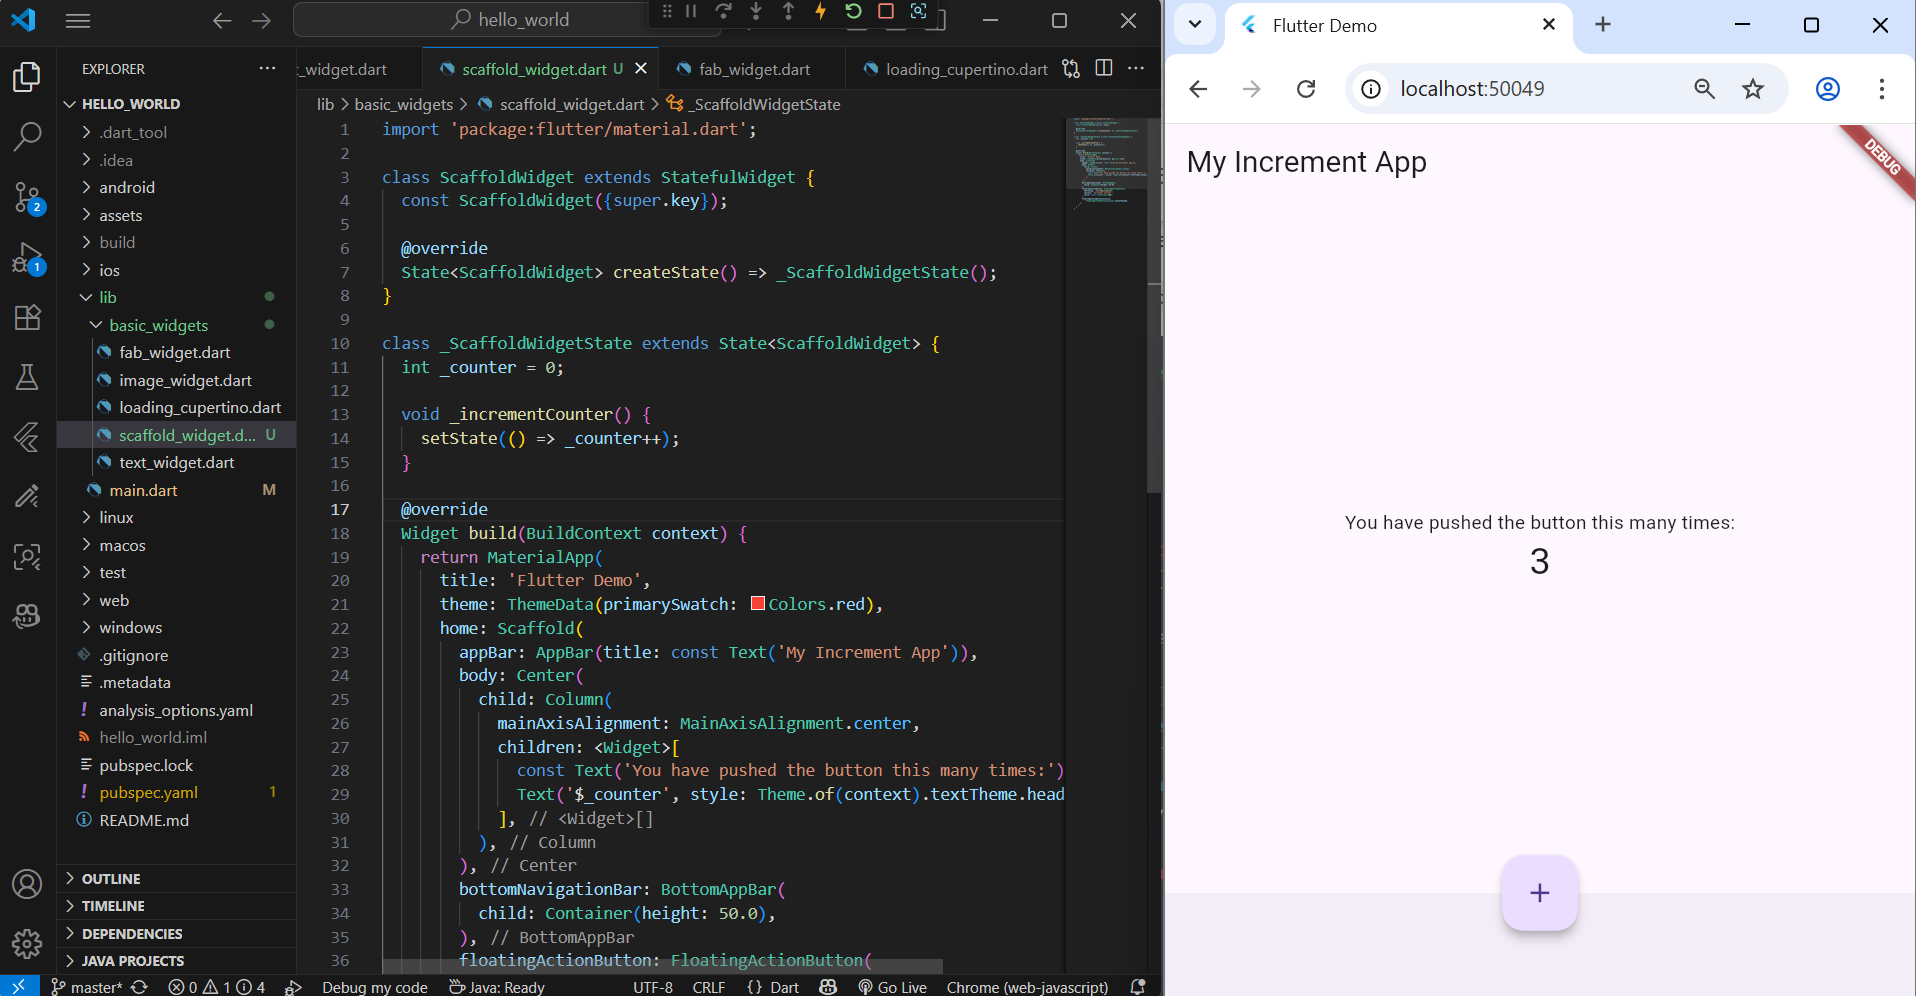 hello_world
EXPLORER
HELLO_WORLD
.dart_tool
.idea
android
assets
build
ios
lib
basic_widgets
fab_widget.dart
image_widget.dart
loading_cupertino.dart
scaffold_widget.d... U
text_widget.dart
main.dart M
linux
macos
test
web
windows
.gitignore
.metadata
analysis_options.yaml
hello_world.iml
pubspec.lock
pubspec.yaml 1
README.md
OUTLINE
TIMELINE
DEPENDENCIES
JAVA PROJECTS
2
1
_widget.dart
scaffold_widget.dart U
fab_widget.dart
loading_cupertino.dart
lib > basic_widgets > scaffold_widget.dart > _ScaffoldWidgetState
1 import 'package:flutter/material.dart';
2
3 class ScaffoldWidget extends StatefulWidget {
4 const ScaffoldWidget({super.key});
5
6 @override
7 State<ScaffoldWidget> createState() => _ScaffoldWidgetState();
8 }
9
10 class _ScaffoldWidgetState extends State<ScaffoldWidget> {
11 int _counter = 0;
12
13 void _incrementCounter() {
14 setState(() => _counter++);
15 }
16
17 @override
18 Widget build(BuildContext context) {
19 return MaterialApp(
20 title: 'Flutter Demo',
21 theme: ThemeData(primarySwatch: Colors.red),
22 home: Scaffold(
23 appBar: AppBar(title: const Text('My Increment App')),
24 body: Center(
25 child: Column(
26 mainAxisAlignment: MainAxisAlignment.center,
27 children: <Widget>[
28 const Text('You have pushed the button this many times:')
29 Text('$_counter', style: Theme.of(context).textTheme.head
30 ], // <Widget>[]
31 ), // Column
32 ), // Center
33 bottomNavigationBar: BottomAppBar(
34 child: Container(height: 50.0),
35 ), // BottomAppBar
36 floatingActionButton: FloatingActionButton(
master* 0 1 4 Debug my code Java: Ready UTF-8 CRLF {} Dart Go Live Chrome (web-javascript)
Flutter Demo
localhost:50049
My Increment App
DEBUG
You have pushed the button this many times:
3
+